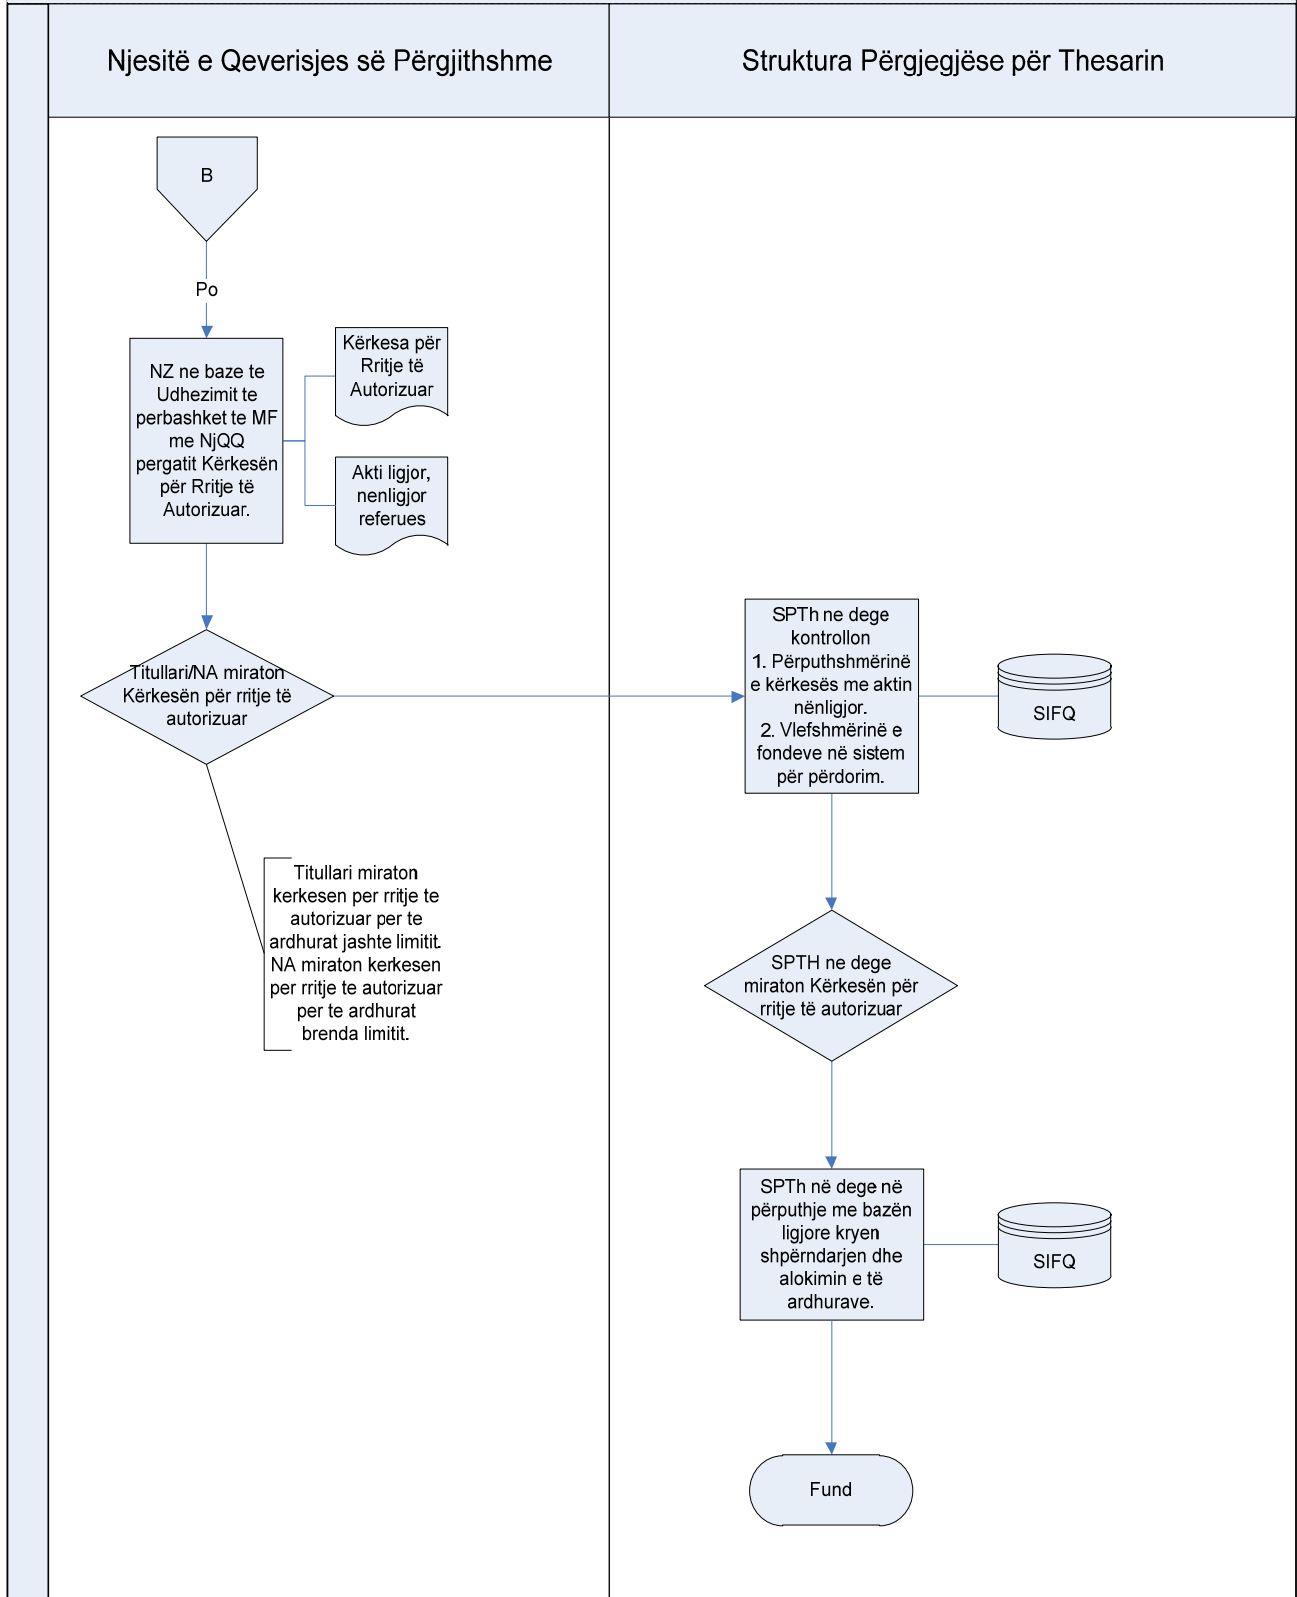 Njesitë e Qeverisjes së Përgjithshme
Struktura Përgjegjëse për Thesarin
B
Po
NZ ne baze te
Udhezimit te
perbashket te MF
me NjQQ
pergatit Kërkesën
për Rritje të
Autorizuar.
Kërkesa për
Rritje të
Autorizuar
Akti ligjor,
nenligjor
referues
Titullari/NA miraton
Kërkesën për rritje të
autorizuar
Titullari miraton
kerkesen per rritje te
autorizuar per te
ardhurat jashte limitit.
NA miraton kerkesen
per rritje te autorizuar
per te ardhurat
brenda limitit.
SPTh ne dege
kontrollon
1. Përputhshmërinë
e kërkesës me aktin
nënligjor.
2. Vlefshmërinë e
fondeve në sistem
për përdorim.
SIFQ
SPTH ne dege
miraton Kërkesën për
rritje të autorizuar
SPTh në dege në
përputhje me bazën
ligjore kryen
shpërndarjen dhe
alokimin e të
ardhurave.
SIFQ
Fund